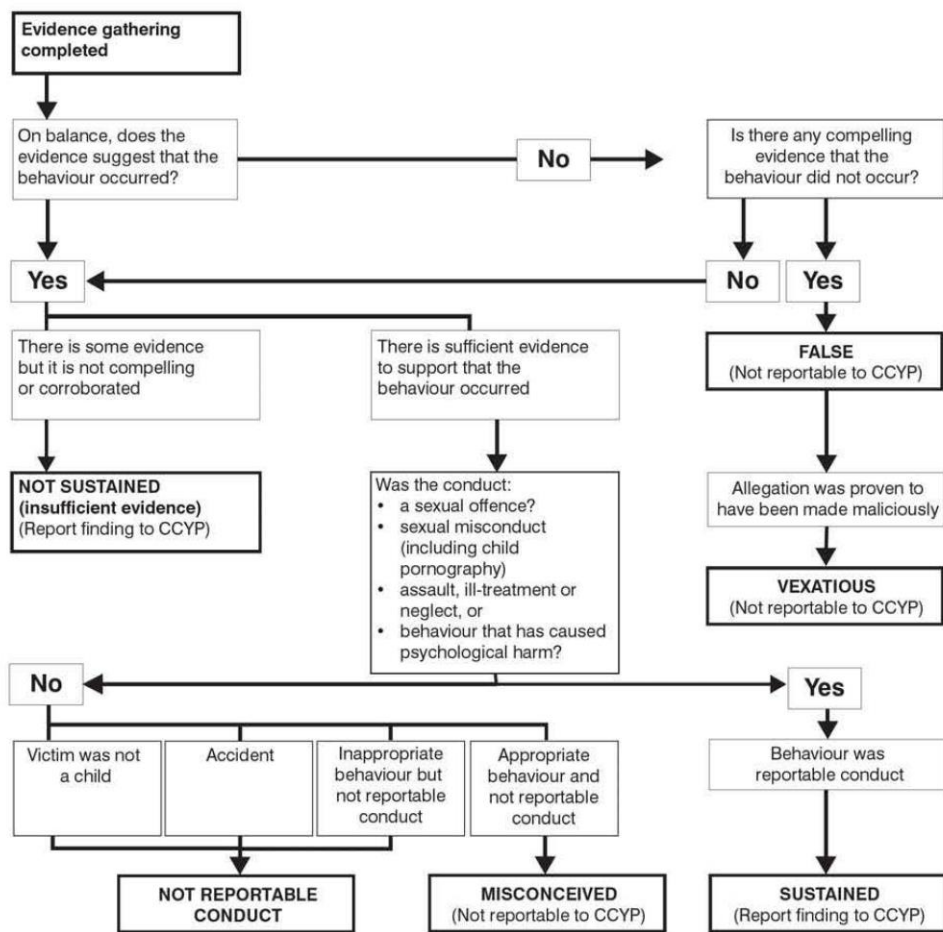 Evidence gathering
completed
On balance, does the
evidence suggest that the
behaviour occurred?
No
Is there any compelling
evidence that the
behaviour did not occur?
Yes
No
Yes
There is some evidence
but it is not compelling
or corroborated
There is sufficient evidence
to support that the
behaviour occurred
FALSE
(Not reportable to CCYP)
NOT SUSTAINED
(insufficient evidence)
(Report finding to CCYP)
Was the conduct:
• a sexual offence?
• sexual misconduct
(including child
pornography)
• assault, ill-treatment or
neglect, or
• behaviour that has caused
psychological harm?
Allegation was proven to
have been made maliciously
VEXATIOUS
(Not reportable to CCYP)
No
Yes
Victim was not
a child
Accident
Inappropriate
behaviour but
not reportable
conduct
Appropriate
behaviour and
not reportable
conduct
Behaviour was
reportable conduct
NOT REPORTABLE
CONDUCT
MISCONCEIVED
(Not reportable to CCYP)
SUSTAINED
(Report finding to CCYP)